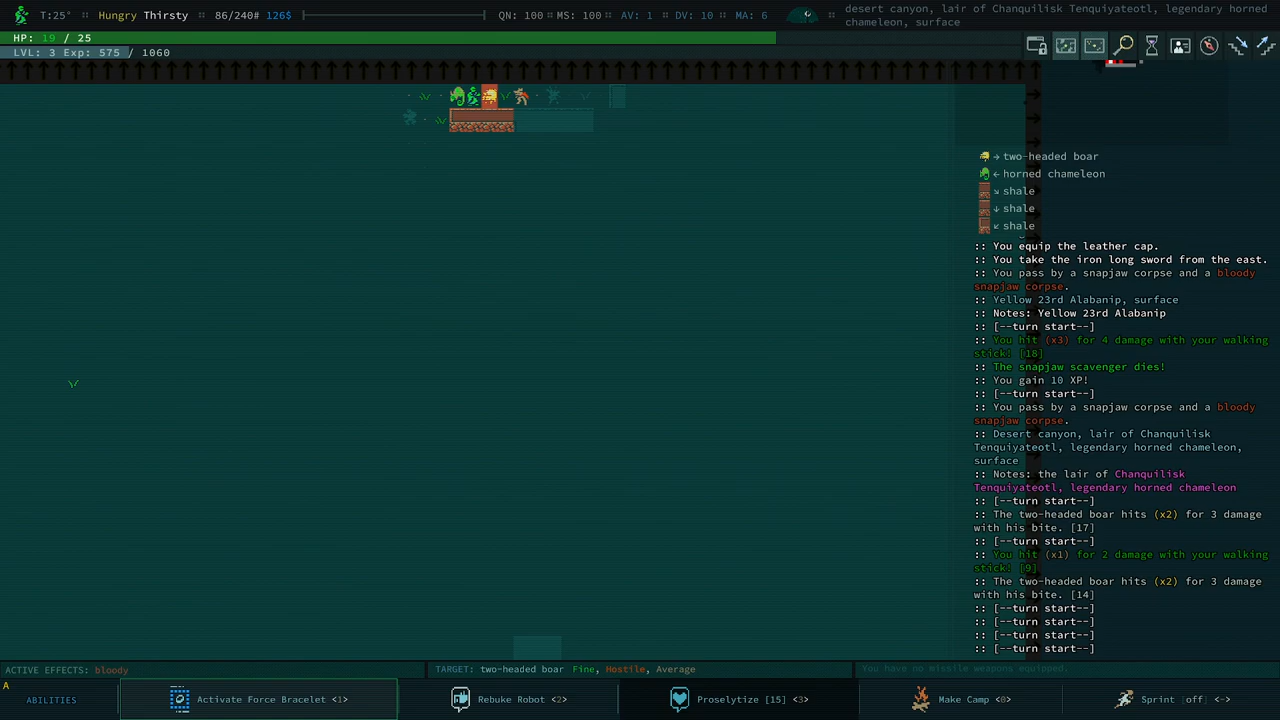 T:25° :: Hungry Thirsty :: 86/240# 126$ QN: 100 :: MS: 100 :: AV: 1 :: DV: 10 :: MA: 6 :: desert canyon, lair of Chanquilisk Tenquiyateotl, legendary horned
chameleon, surface
HP: 19 / 25
LVL: 3 Exp: 575 / 1060
→ two-headed boar
← horned chameleon
↘ shale
↓ shale
↙ shale
:: You equip the leather cap.
:: You take the iron long sword from the east.
:: You pass by a snapjaw corpse and a bloody
snapjaw corpse.
:: Yellow 23rd Alabanip, surface
:: Notes: Yellow 23rd Alabanip
:: [--turn start--]
:: You hit (x3) for 4 damage with your walking
stick! [18]
:: The snapjaw scavenger dies!
:: You gain 10 XP!
:: [--turn start--]
:: You pass by a snapjaw corpse and a bloody
snapjaw corpse.
:: Desert canyon, lair of Chanquilisk
Tenquiyateotl, legendary horned chameleon,
surface
:: Notes: the lair of Chanquilisk
Tenquiyateotl, legendary horned chameleon
:: [--turn start--]
:: The two-headed boar hits (x2) for 3 damage
with his bite. [17]
:: [--turn start--]
:: You hit (x1) for 2 damage with your walking
stick! [9]
:: The two-headed boar hits (x2) for 3 damage
with his bite. [14]
:: [--turn start--]
:: [--turn start--]
:: [--turn start--]
:: [--turn start--]
ACTIVE EFFECTS: bloody
TARGET: two-headed boar Fine, Hostile, Average
You have no missile weapons equipped.
A
ABILITIES
Activate Force Bracelet <1>
Rebuke Robot <2>
Proselytize [15] <3>
Make Camp <0>
Sprint [off] <->